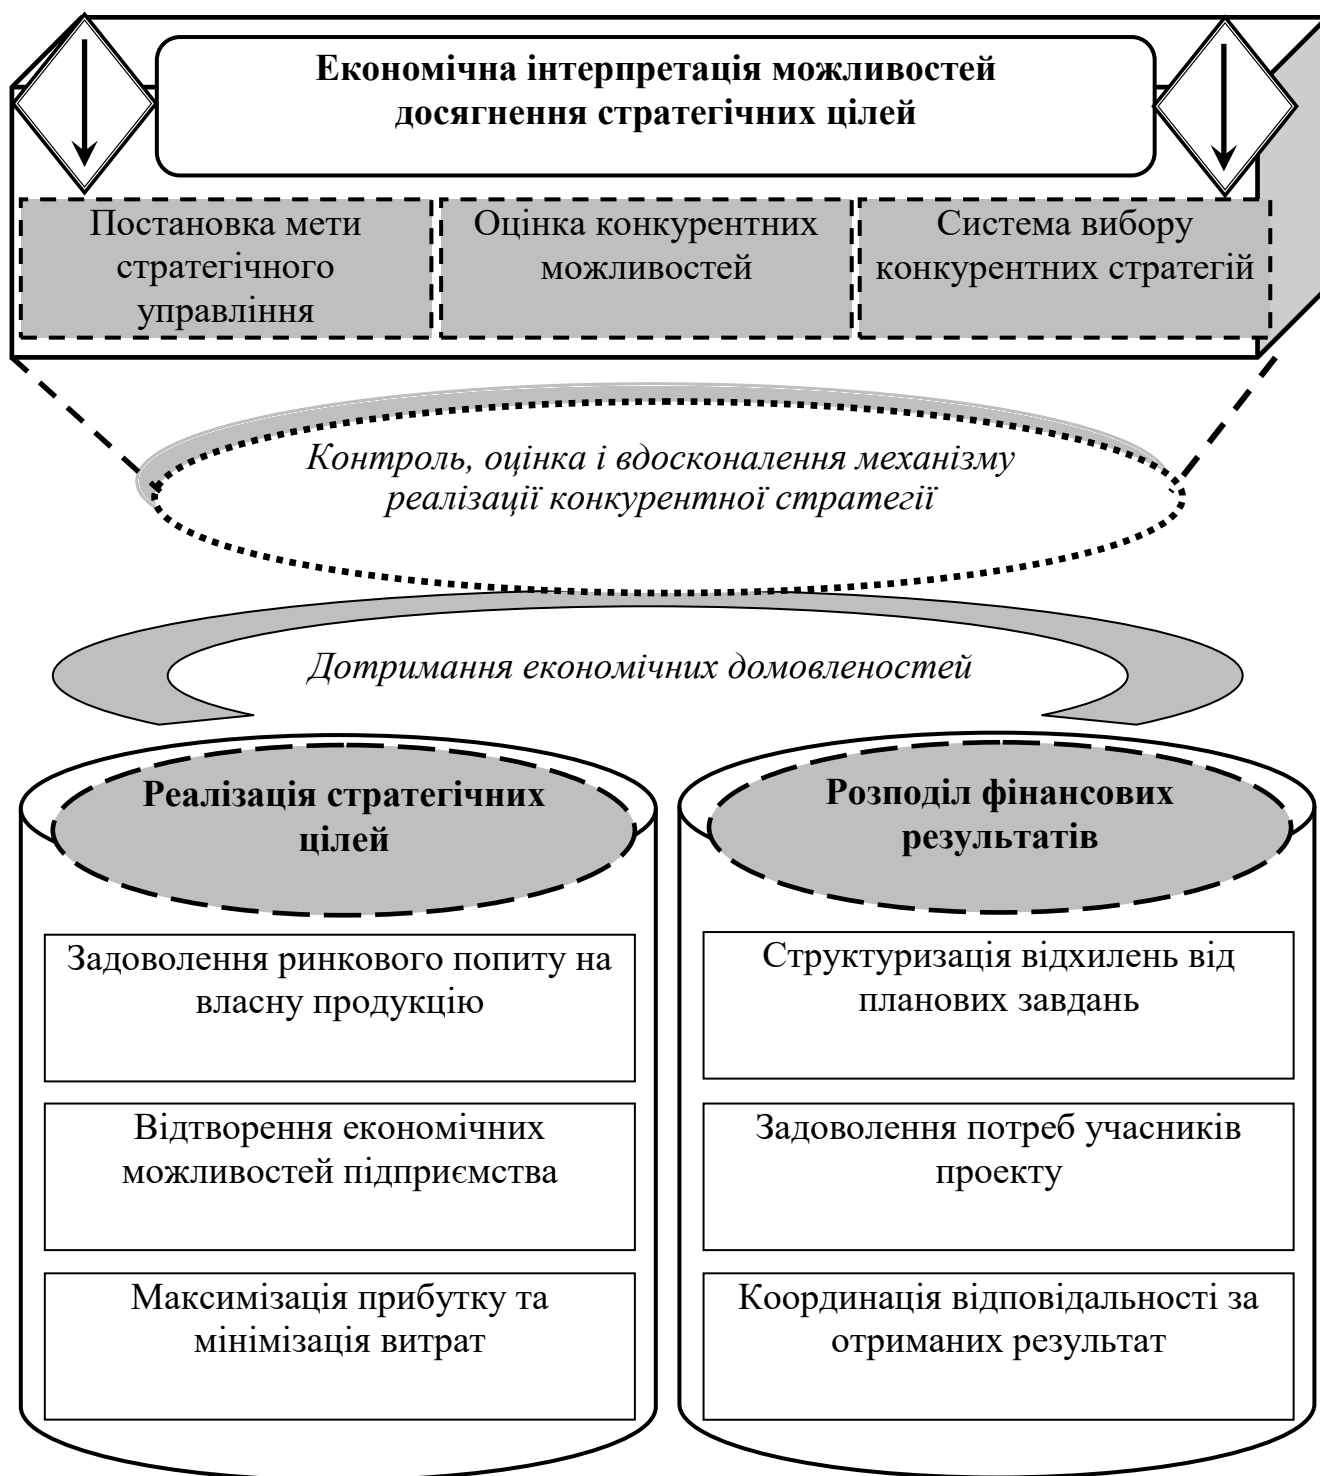 Економічна інтерпретація можливостей
досягнення стратегічних цілей
Постановка мети
стратегічного
управління
Оцінка конкурентних
можливостей
Система вибору
конкурентних стратегій
Контроль, оцінка і вдосконалення механізму
реалізації конкурентної стратегії
Дотримання економічних домовленостей
Реалізація стратегічних
цілей
Задоволення ринкового попиту на
власну продукцію
Відтворення економічних
можливостей підприємства
Максимізація прибутку та
мінімізація витрат
Розподіл фінансових
результатів
Структуризація відхилень від
планових завдань
Задоволення потреб учасників
проекту
Координація відповідальності за
отриманих результат